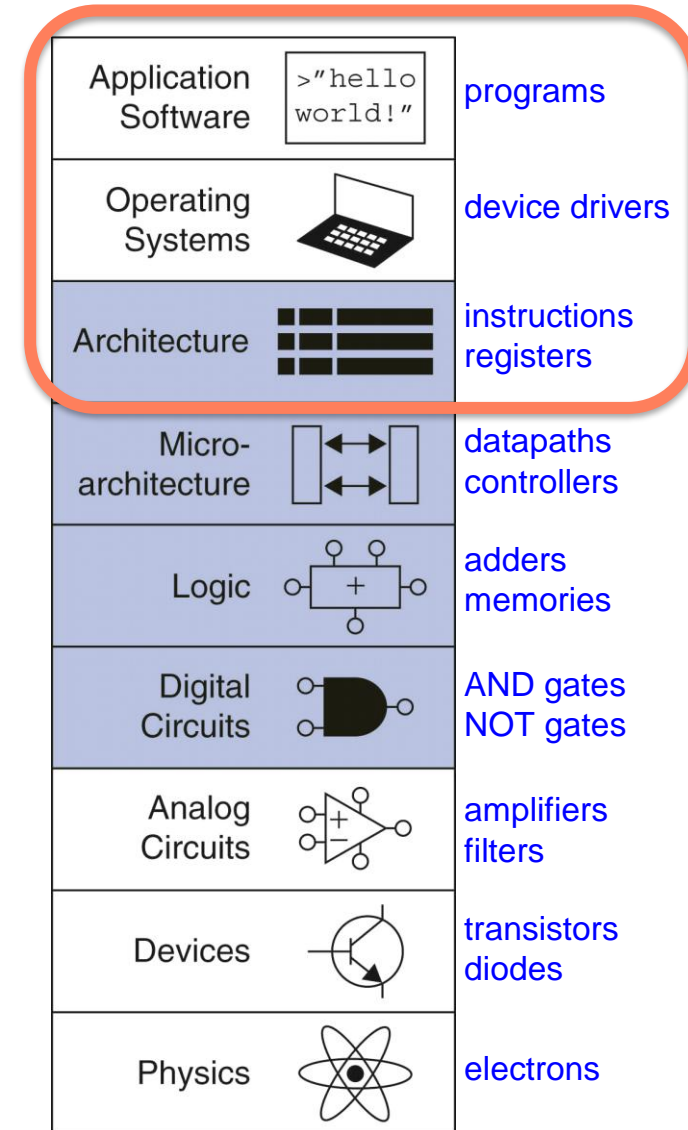 Application
Software
>"hello
world!"
programs
Operating
Systems
device drivers
Architecture
instructions
registers
Micro-
architecture
datapaths
controllers
Logic
+
adders
memories
Digital
Circuits
AND gates
NOT gates
Analog
Circuits
+
−
amplifiers
filters
Devices
transistors
diodes
Physics
electrons